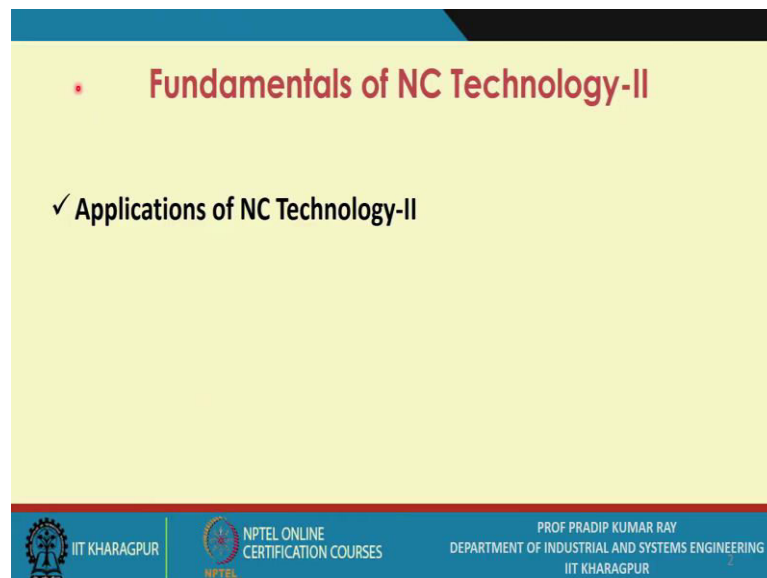 Fundamentals of NC Technology-II
✓ Applications of NC Technology-II
IIT KHARAGPUR
NPTEL
NPTEL ONLINE
CERTIFICATION COURSES
PROF PRADIP KUMAR RAY
DEPARTMENT OF INDUSTRIAL AND SYSTEMS ENGINEERING
IIT KHARAGPUR
2